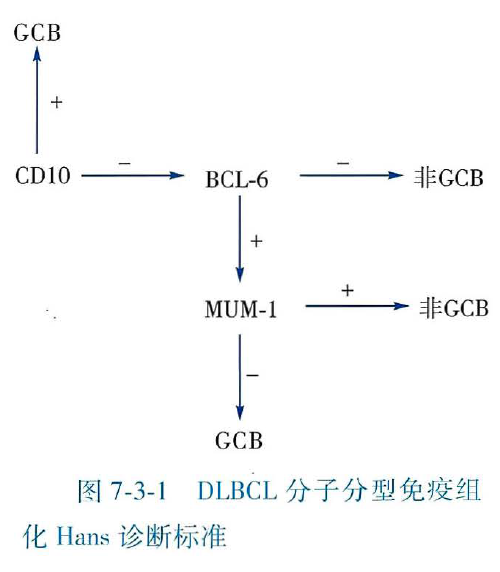 GCB
+
CD10 − BCL-6 − 非GCB
+
MUM-1 + 非GCB
−
GCB
图 7-3-1 DLBCL 分子分型免疫组
化 Hans 诊断标准